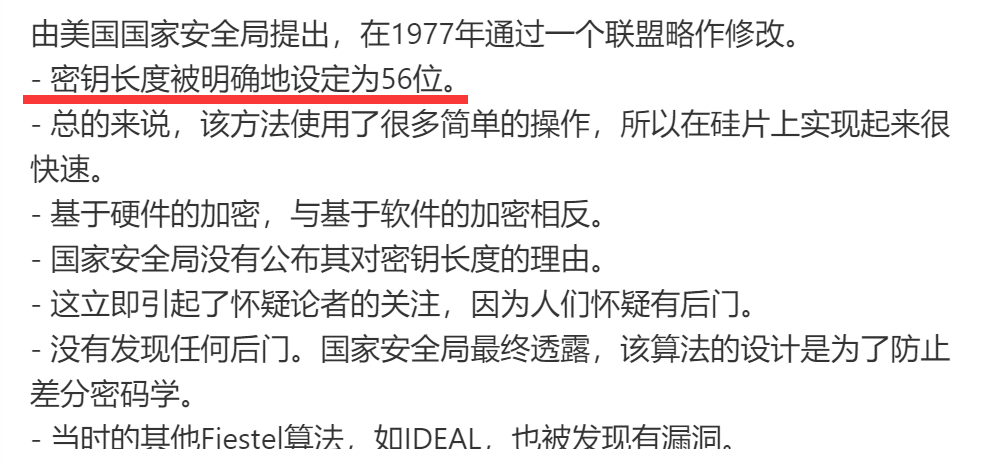 由美国国家安全局提出，在1977年通过一个联盟略作修改。
- 密钥长度被明确地设定为56位。
- 总的来说，该方法使用了很多简单的操作，所以在硅片上实现起来很
快速。
- 基于硬件的加密，与基于软件的加密相反。
- 国家安全局没有公布其对密钥长度的理由。
- 这立即引起了怀疑论者的关注，因为人们怀疑有后门。
- 没有发现任何后门。国家安全局最终透露，该算法的设计是为了防止
差分密码学。
- 当时的其他Fiestel算法，如IDEAL，也被发现有漏洞。